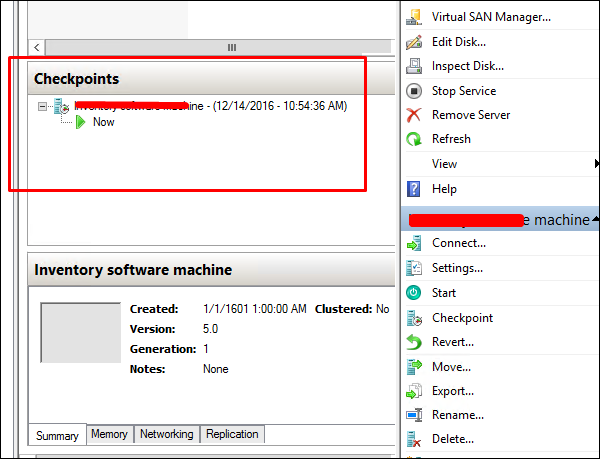 Checkpoints
Inventory software machine - (12/14/2016 - 10:54:36 AM)
Now
Inventory software machine
Created: 1/1/1601 1:00:00 AM Clustered: No
Version: 5.0
Generation: 1
Notes: None
Summary Memory Networking Replication
Virtual SAN Manager...
Edit Disk...
Inspect Disk...
Stop Service
Remove Server
Refresh
View
Help
machine
Connect...
Settings...
Start
Checkpoint
Revert...
Move...
Export...
Rename...
Delete...